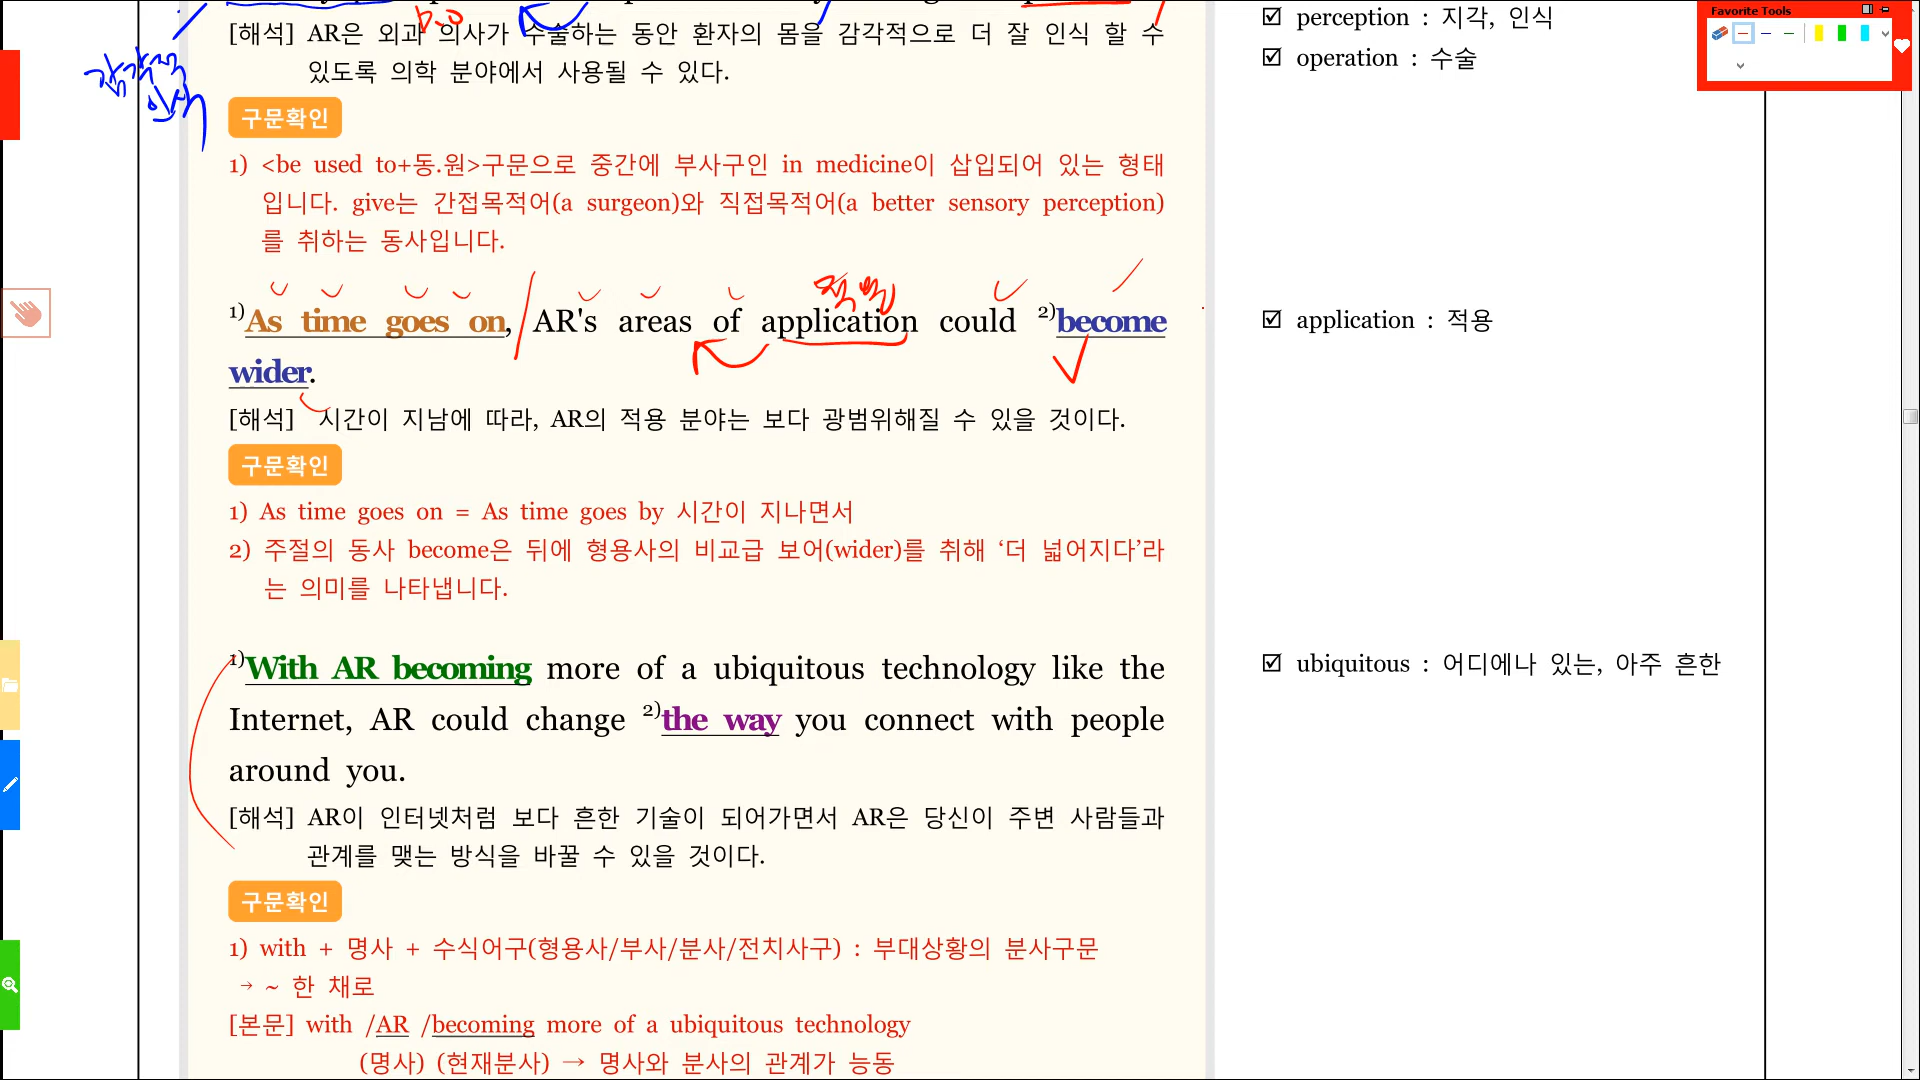 b.o
[해석] AR은 외과 의사가 수술하는 동안 환자의 몸을 감각적으로 더 잘 인식 할 수
있도록 의학 분야에서 사용될 수 있다.
구문확인
1) <be used to+동.원>구문으로 중간에 부사구인 in medicine이 삽입되어 있는 형태
입니다. give는 간접목적어(a surgeon)와 직접목적어(a better sensory perception)
를 취하는 동사입니다.
1)As time goes on, AR's areas of application could 2)become
wider.
[해석] 시간이 지남에 따라, AR의 적용 분야는 보다 광범위해질 수 있을 것이다.
구문확인
1) As time goes on = As time goes by 시간이 지나면서
2) 주절의 동사 become은 뒤에 형용사의 비교급 보어(wider)를 취해 ‘더 넓어지다’라
는 의미를 나타냅니다.
1)With AR becoming more of a ubiquitous technology like the
Internet, AR could change 2)the way you connect with people
around you.
[해석] AR이 인터넷처럼 보다 흔한 기술이 되어가면서 AR은 당신이 주변 사람들과
관계를 맺는 방식을 바꿀 수 있을 것이다.
구문확인
1) with + 명사 + 수식어구(형용사/부사/분사/전치사구) : 부대상황의 분사구문
→ ~ 한 채로
[본문] with /AR /becoming more of a ubiquitous technology
(명사) (현재분사) → 명사와 분사의 관계가 능동
perception : 지각, 인식
operation : 수술
application : 적용
ubiquitous : 어디에나 있는, 아주 흔한
Favorite Tools